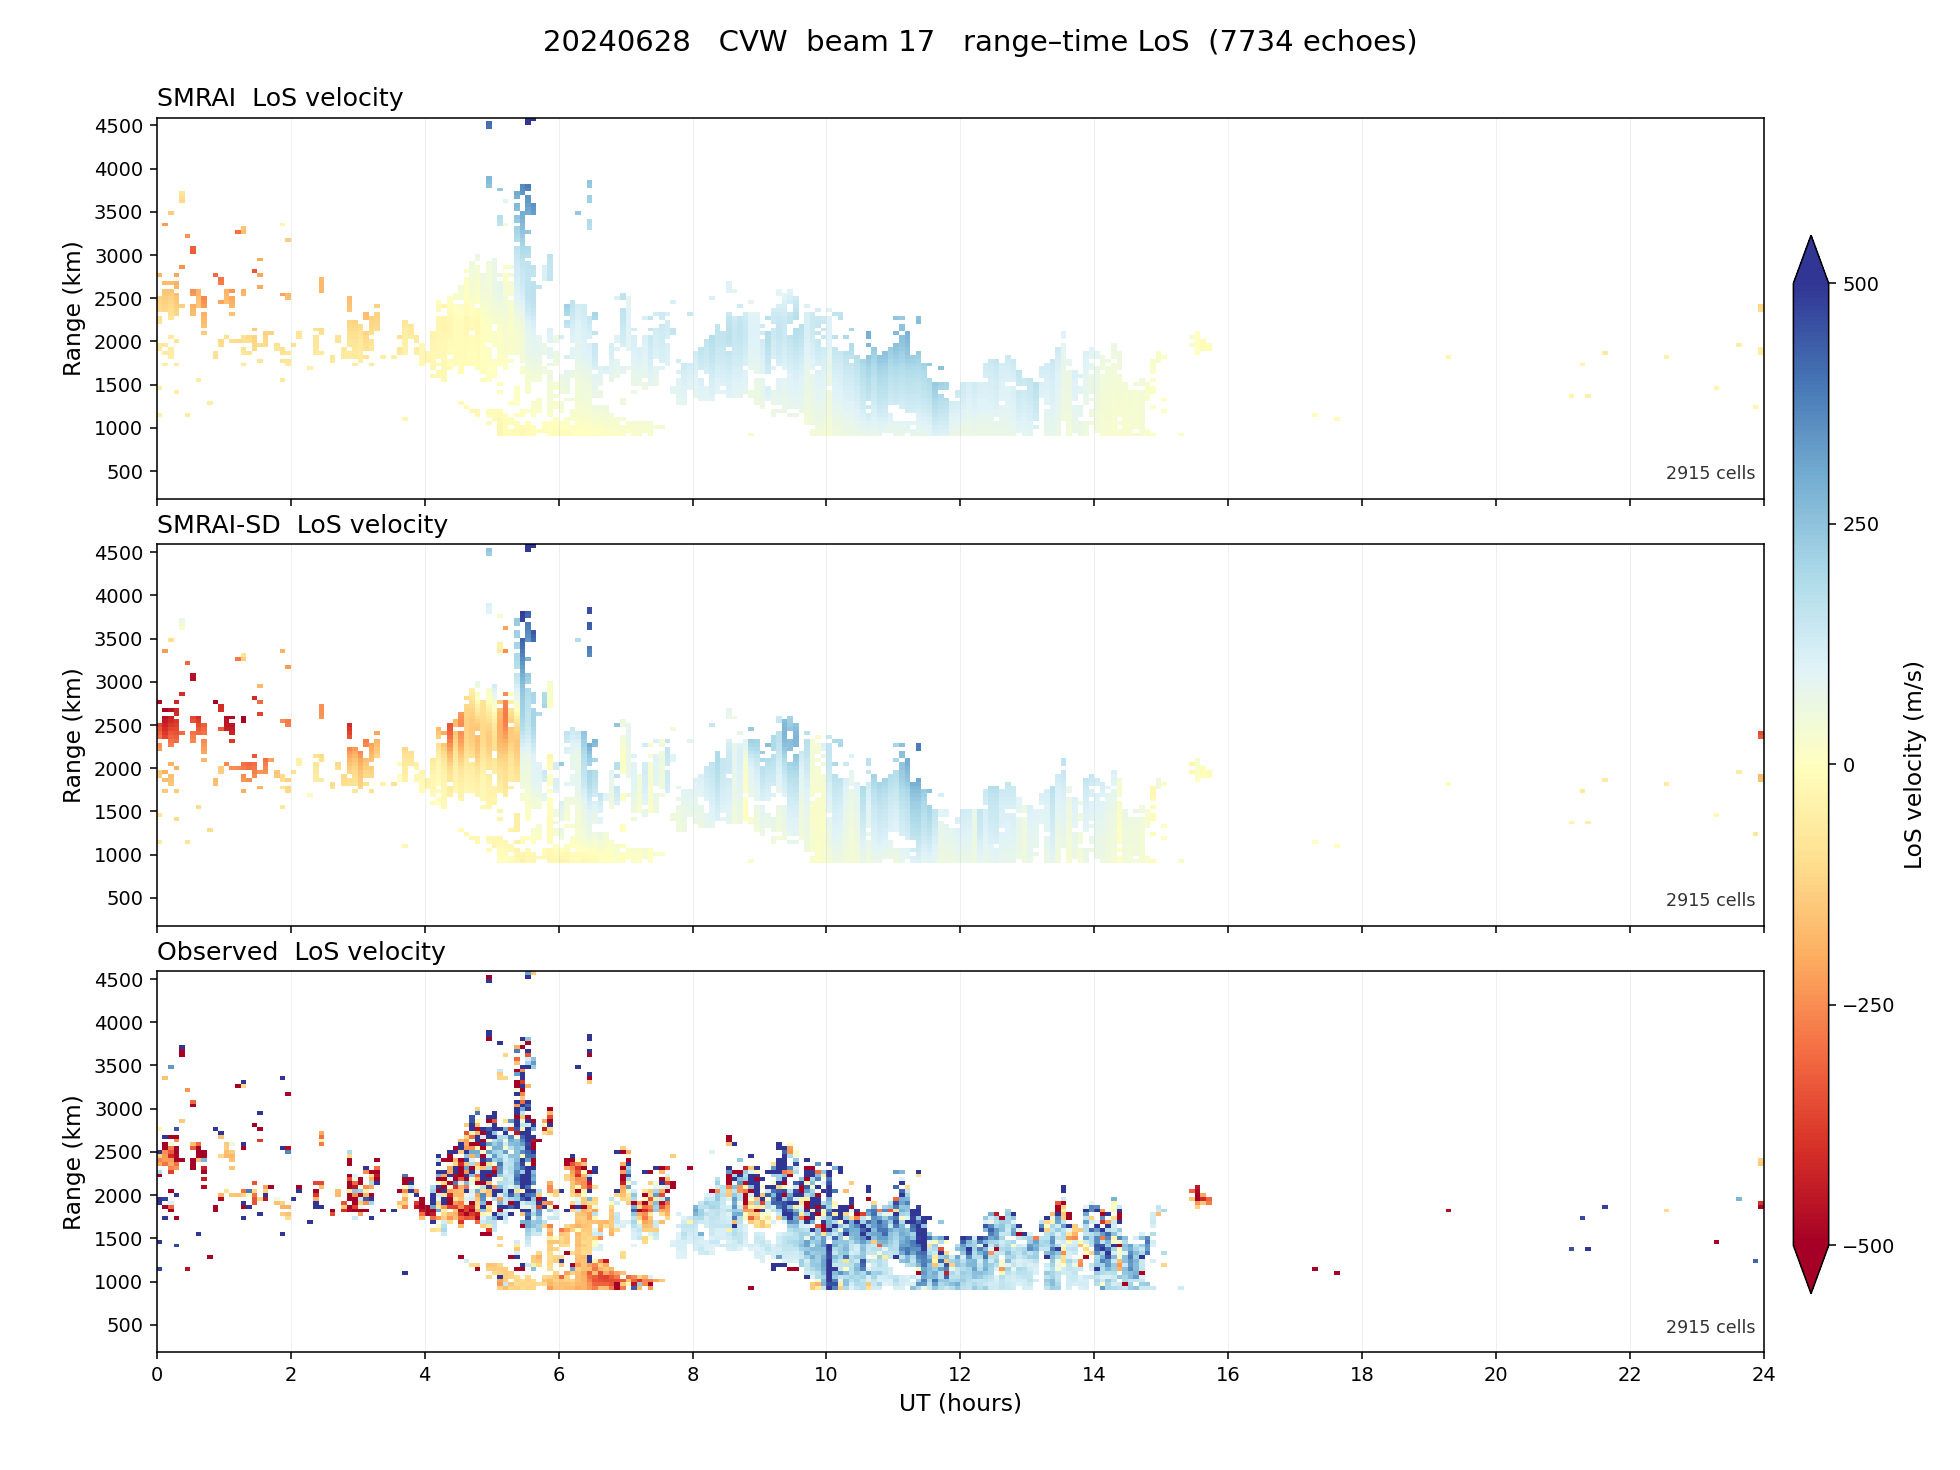 20240628 CVW beam 17 range–time LoS (7734 echoes)
SMRAI LoS velocity
4500
4000
3500
3000
2500
2000
1500
1000
500
Range (km)
2915 cells
SMRAI-SD LoS velocity
4500
4000
3500
3000
2500
2000
1500
1000
500
Range (km)
2915 cells
Observed LoS velocity
4500
4000
3500
3000
2500
2000
1500
1000
500
Range (km)
2915 cells
0 2 4 6 8 10 12 14 16 18 20 22 24
UT (hours)
500
250
0
−250
−500
LoS velocity (m/s)